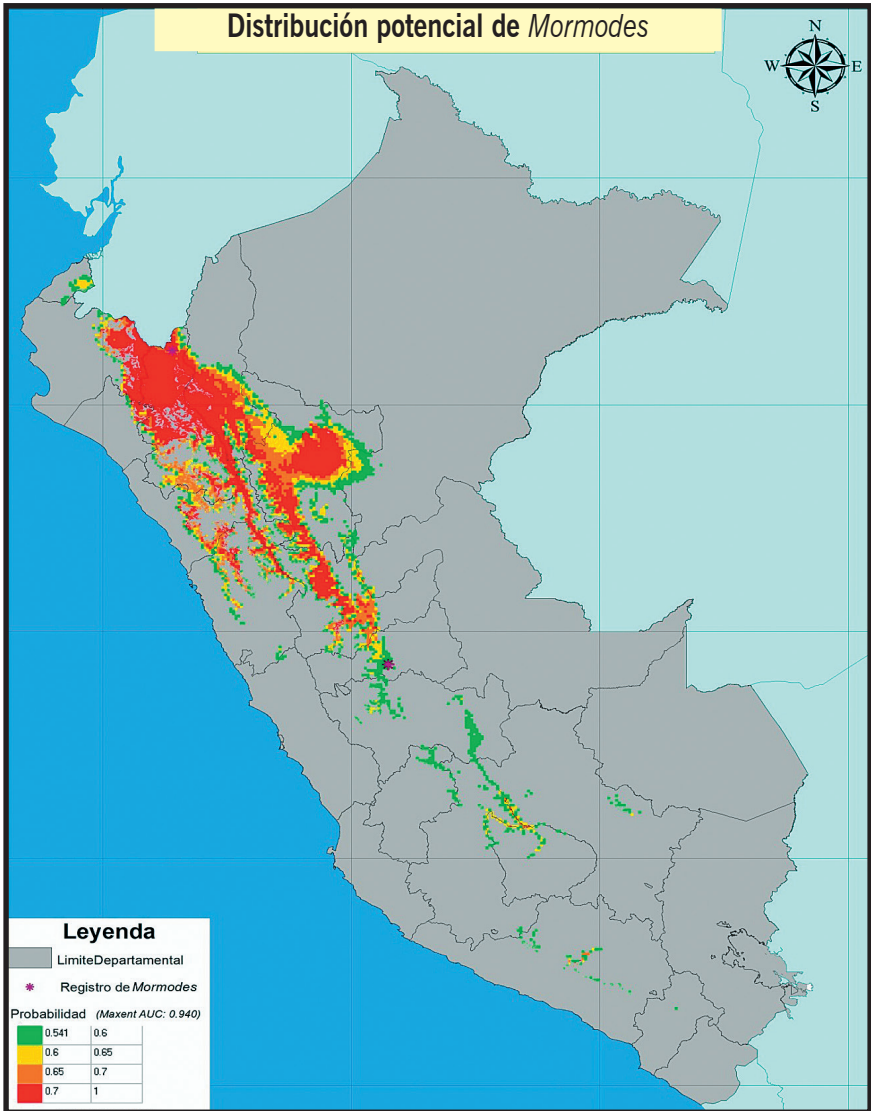 Distribución potencial de Mormodes
N
W E
S
Leyenda
LimiteDepartamental
Registro de Mormodes
Probabilidad (Maxent AUC: 0.940)
0.541 0.6
0.6 0.65
0.65 0.7
0.7 1